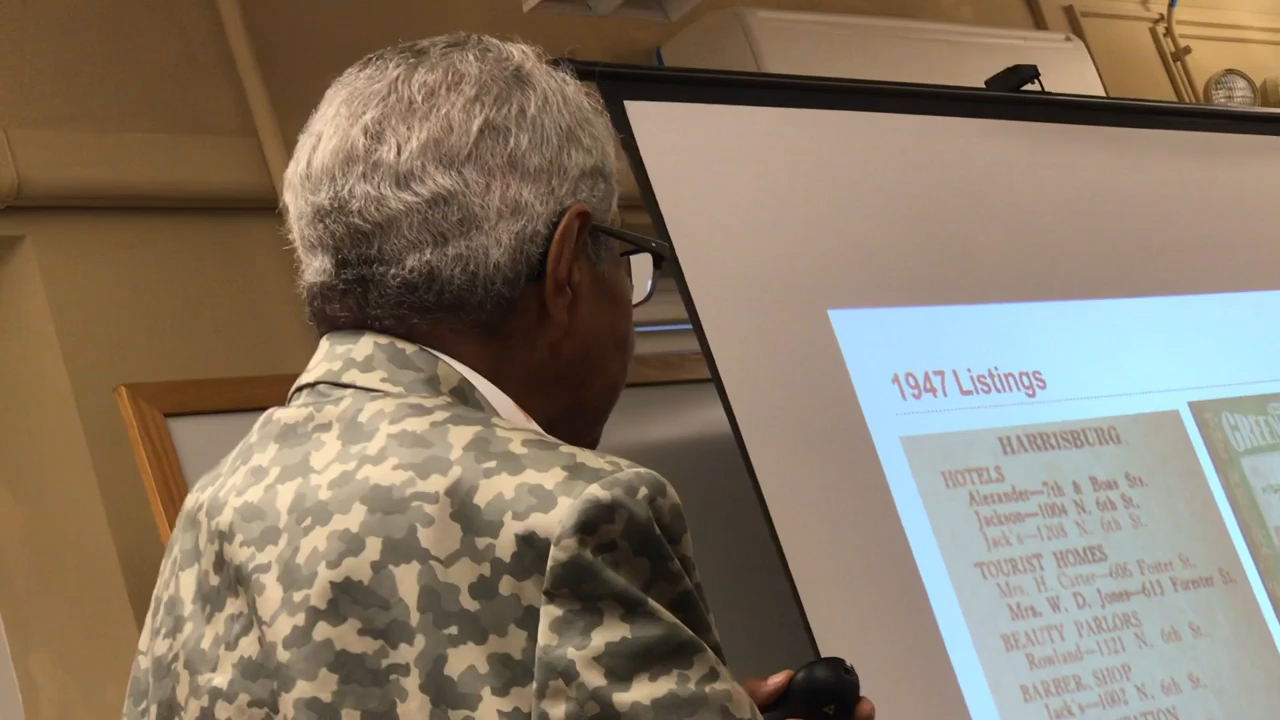 1947 Listings
HARRISBURG
HOTELS
Alexander—7th & Boas Sts.
Jackson—1004 N. 6th St.
Jack's—1208 N. 6th St.
TOURIST HOMES
Mrs. H. Carter—606 Foster St.
Mrs. W. D. Jones—613 Forester St.
BEAUTY PARLORS
Rowland—1321 N. 6th St.
BARBER SHOP
Jack's—1002 N. 6th St.